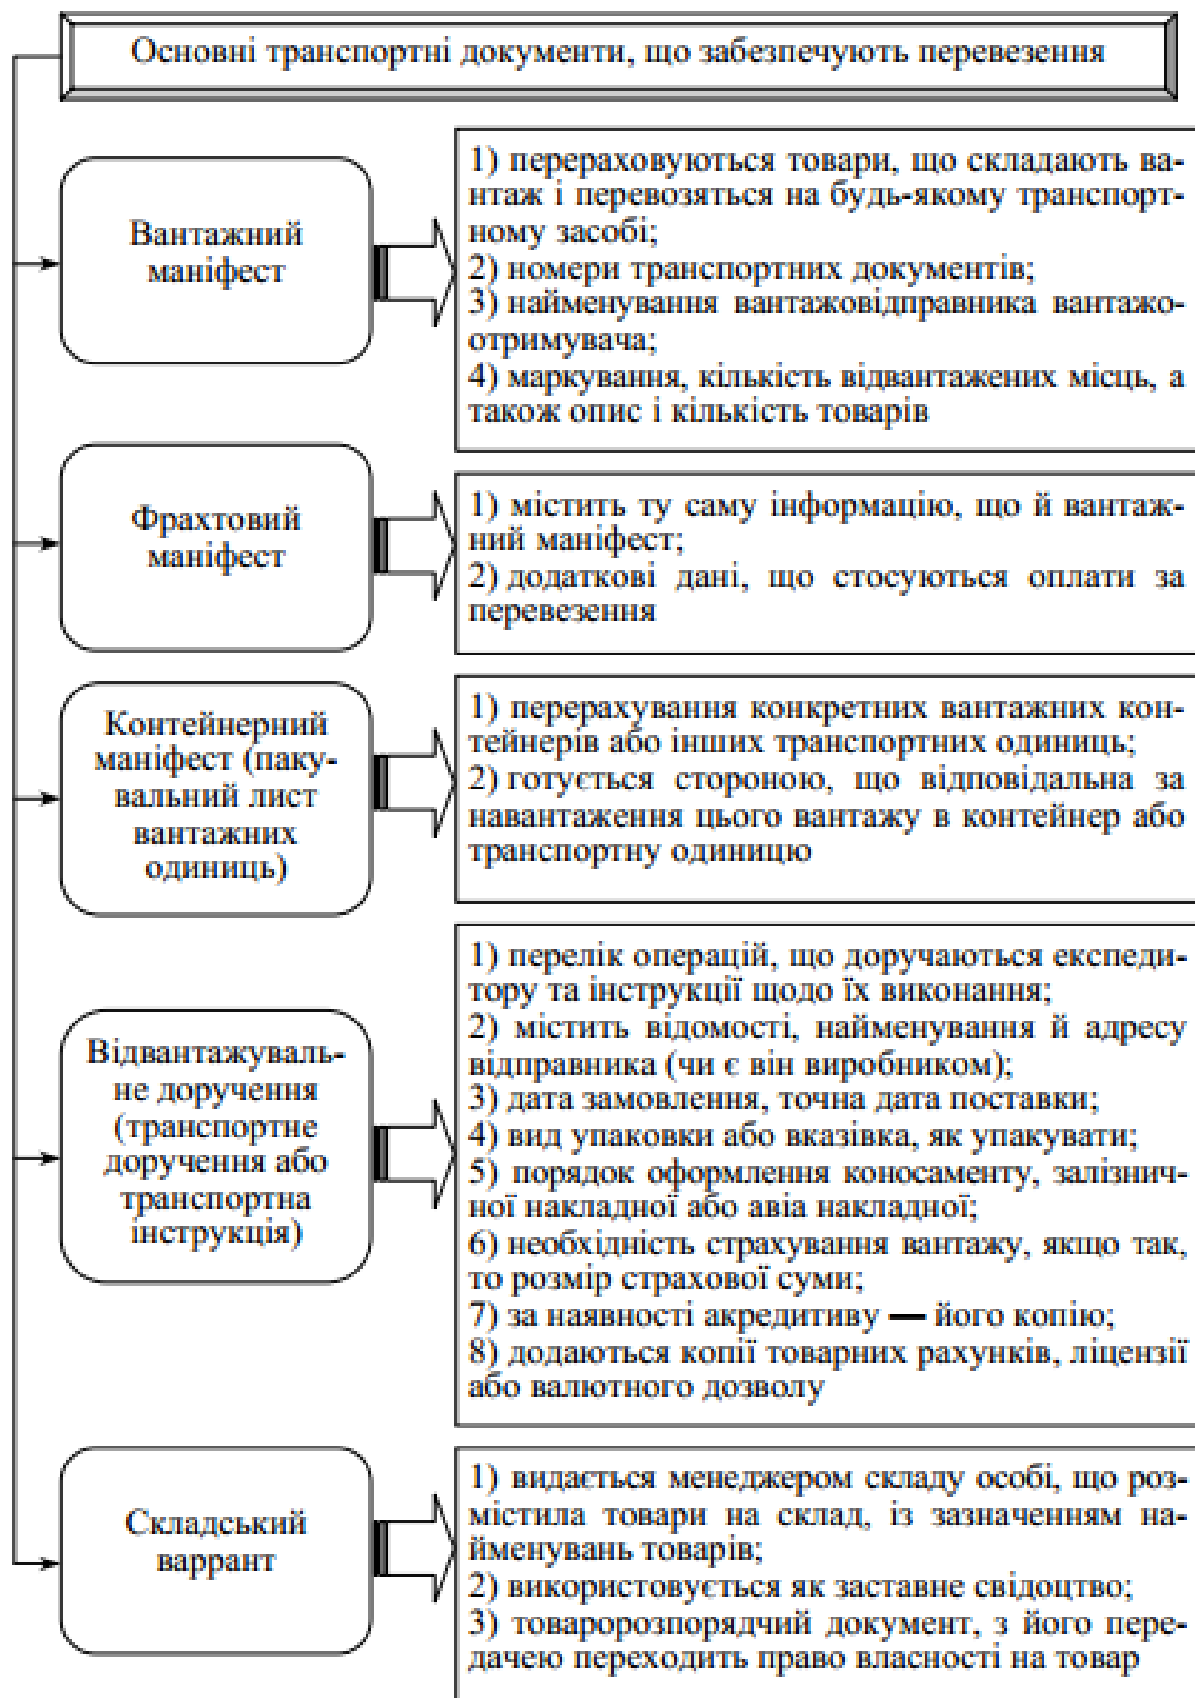 Основні транспортні документи, що забезпечують перевезення
Вантажний
маніфест
1) перераховуються товари, що складають ва-
нтаж і перевозяться на будь-якому транспорт-
ному засобі;
2) номери транспортних документів;
3) найменування вантажовідправника вантажо-
отримувача;
4) маркування, кількість відвантажених місць, а
також опис і кількість товарів
Фрахтовий
маніфест
1) містить ту саму інформацію, що й вантаж-
ний маніфест;
2) додаткові дані, що стосуються оплати за
перевезення
Контейнерний
маніфест (паку-
вальний лист
вантажних
одиниць)
1) перерахування конкретних вантажних кон-
тейнерів або інших транспортних одиниць;
2) готується стороною, що відповідальна за
навантаження цього вантажу в контейнер або
транспортну одиницю
Відвантажуваль-
не доручення
(транспортне
доручення або
транспортна
інструкція)
1) перелік операцій, що доручаються експеди-
тору та інструкції щодо їх виконання;
2) містить відомості, найменування й адресу
відправника (чи є він виробником);
3) дата замовлення, точна дата поставки;
4) вид упаковки або вказівка, як упакувати;
5) порядок оформлення коносаменту, залізнич-
ної накладної або авіа накладної;
6) необхідність страхування вантажу, якщо так,
то розмір страхової суми;
7) за наявності акредитиву — його копію;
8) додаються копії товарних рахунків, ліцензії
або валютного дозволу
Складський
варрант
1) видається менеджером складу особі, що роз-
містила товари на склад, із зазначенням на-
йменувань товарів;
2) використовується як заставне свідоцтво;
3) товаророзпорядчий документ, з його пере-
дачею переходить право власності на товар